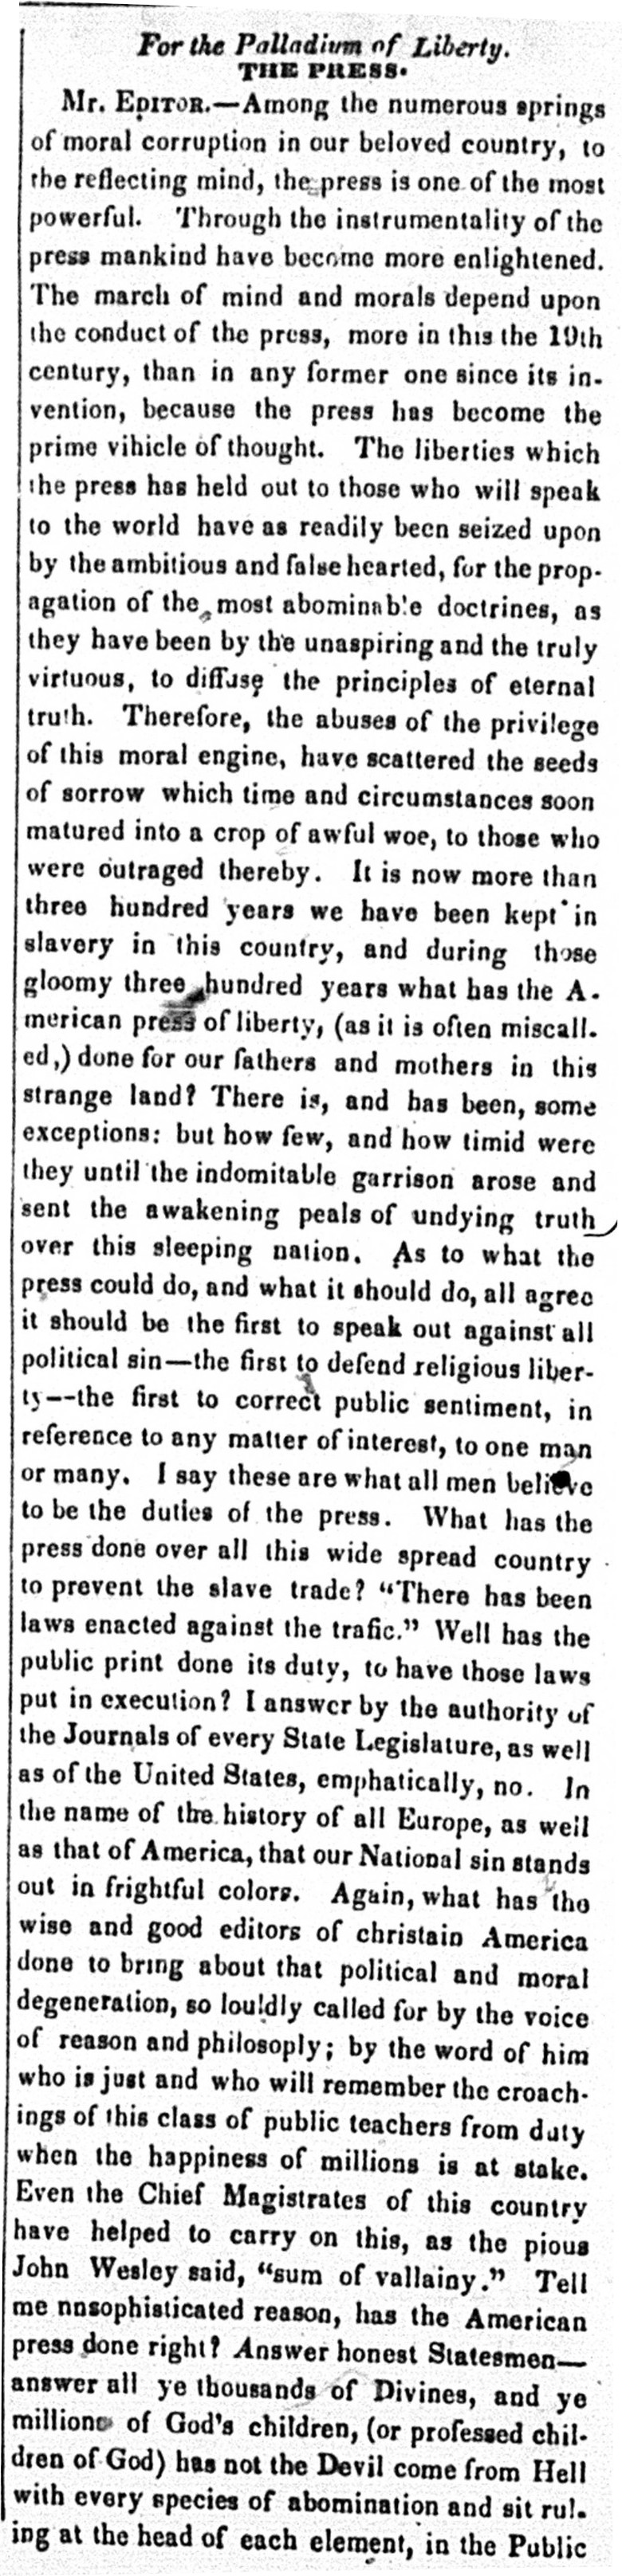 For the Palladium of Liberty.
THE PRESS.
Mr. EDITOR.—Among the numerous springs
of moral corruption in our beloved country, to
the reflecting mind, the press is one of the most
powerful. Through the instrumentality of the
press mankind have become more enlightened.
The march of mind and morals depend upon
the conduct of the press, more in this the 19th
century, than in any former one since its in-
vention, because the press has become the
prime vihicle of thought. The liberties which
the press has held out to those who will speak
to the world have as readily been seized upon
by the ambitious and false hearted, for the prop-
agation of the most abominable doctrines, as
they have been by the unaspiring and the truly
virtuous, to diffuse the principles of eternal
truth. Therefore, the abuses of the privilege
of this moral engine, have scattered the seeds
of sorrow which time and circumstances soon
matured into a crop of awful woe, to those who
were outraged thereby. It is now more than
three hundred years we have been kept in
slavery in this country, and during those
gloomy three hundred years what has the A-
merican press of liberty, (as it is often miscall-
ed,) done for our fathers and mothers in this
strange land? There is, and has been, some
exceptions: but how few, and how timid were
they until the indomitable garrison arose and
sent the awakening peals of undying truth
over this sleeping nation. As to what the
press could do, and what it should do, all agree
it should be the first to speak out against all
political sin—the first to defend religious liber-
ty—the first to correct public sentiment, in
reference to any matter of interest, to one man
or many. I say these are what all men believe
to be the duties of the press. What has the
press done over all this wide spread country
to prevent the slave trade? "There has been
laws enacted against the trafic." Well has the
public print done its duty, to have those laws
put in execution? I answer by the authority of
the Journals of every State Legislature, as well
as of the United States, emphatically, no. In
the name of the history of all Europe, as well
as that of America, that our National sin stands
out in frightful colors. Again, what has the
wise and good editors of christain America
done to bring about that political and moral
degeneration, so louldly called for by the voice
of reason and philosoply; by the word of him
who is just and who will remember the croach-
ings of this class of public teachers from duty
when the happiness of millions is at stake.
Even the Chief Magistrates of this country
have helped to carry on this, as the pious
John Wesley said, "sum of vallainy." Tell
me nnsophisticated reason, has the American
press done right? Answer honest Statesmen—
answer all ye thousands of Divines, and ye
millions of God's children, (or professed chil-
dren of God) has not the Devil come from Hell
with every species of abomination and sit rul-
ing at the head of each element, in the Public